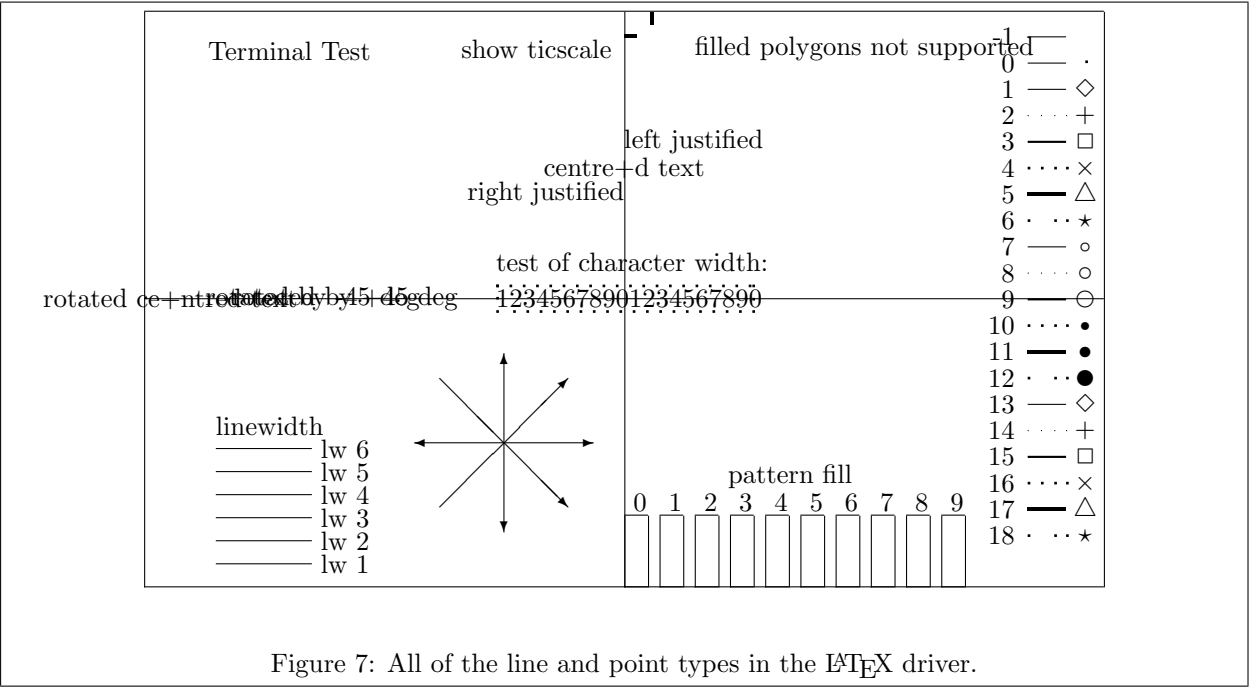 Terminal Test
show ticscale
filled polygons not supported
-1
0
1
2
3
4
5
6
7
8
9
10
11
12
13
14
15
16
17
18
left justified
centre+d text
right justified
test of character width:
12345678901234567890
rotated ce+ntred text
linewidth
lw 6
lw 5
lw 4
lw 3
lw 2
lw 1
pattern fill
0 1 2 3 4 5 6 7 8 9
Figure 7: All of the line and point types in the LATEX driver.